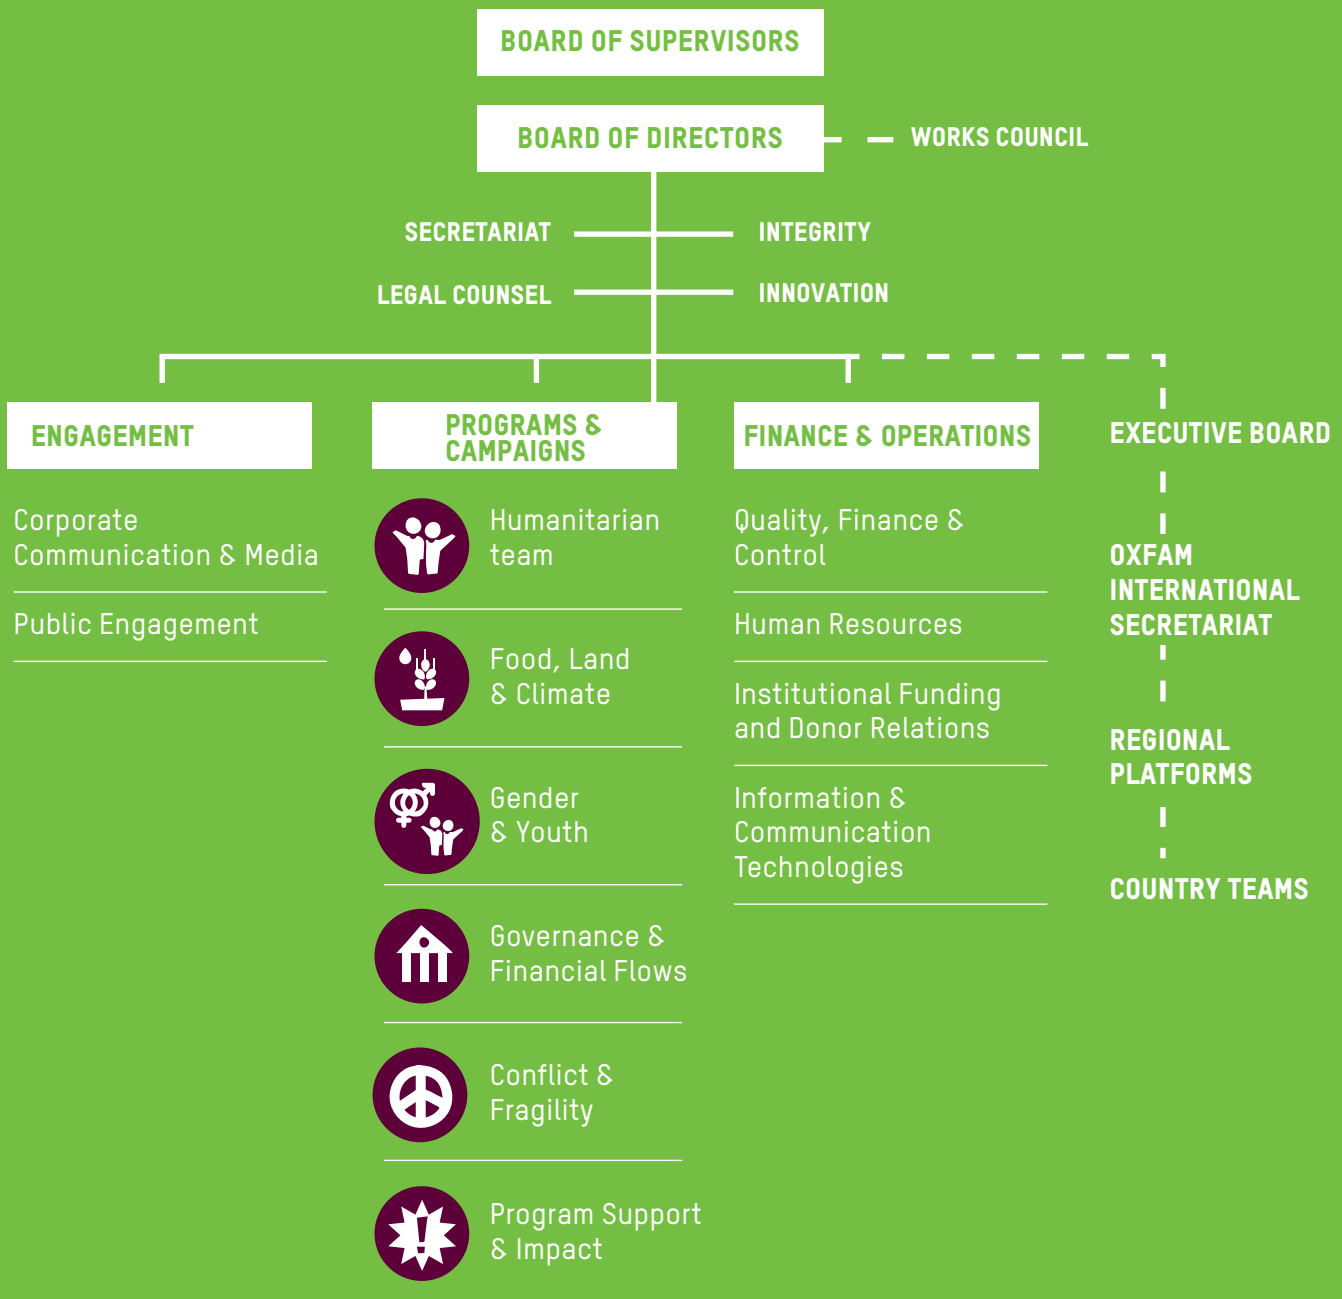 BOARD OF SUPERVISORS
BOARD OF DIRECTORS
WORKS COUNCIL
SECRETARIAT
INTEGRITY
LEGAL COUNSEL
INNOVATION
ENGAGEMENT
Corporate
Communication & Media
Public Engagement
PROGRAMS &
CAMPAIGNS
Humanitarian
team
Food, Land
& Climate
Gender
& Youth
Governance &
Financial Flows
Conflict &
Fragility
Program Support
& Impact
FINANCE & OPERATIONS
Quality, Finance &
Control
Human Resources
Institutional Funding
and Donor Relations
Information &
Communication
Technologies
EXECUTIVE BOARD
OXFAM
INTERNATIONAL
SECRETARIAT
REGIONAL
PLATFORMS
COUNTRY TEAMS